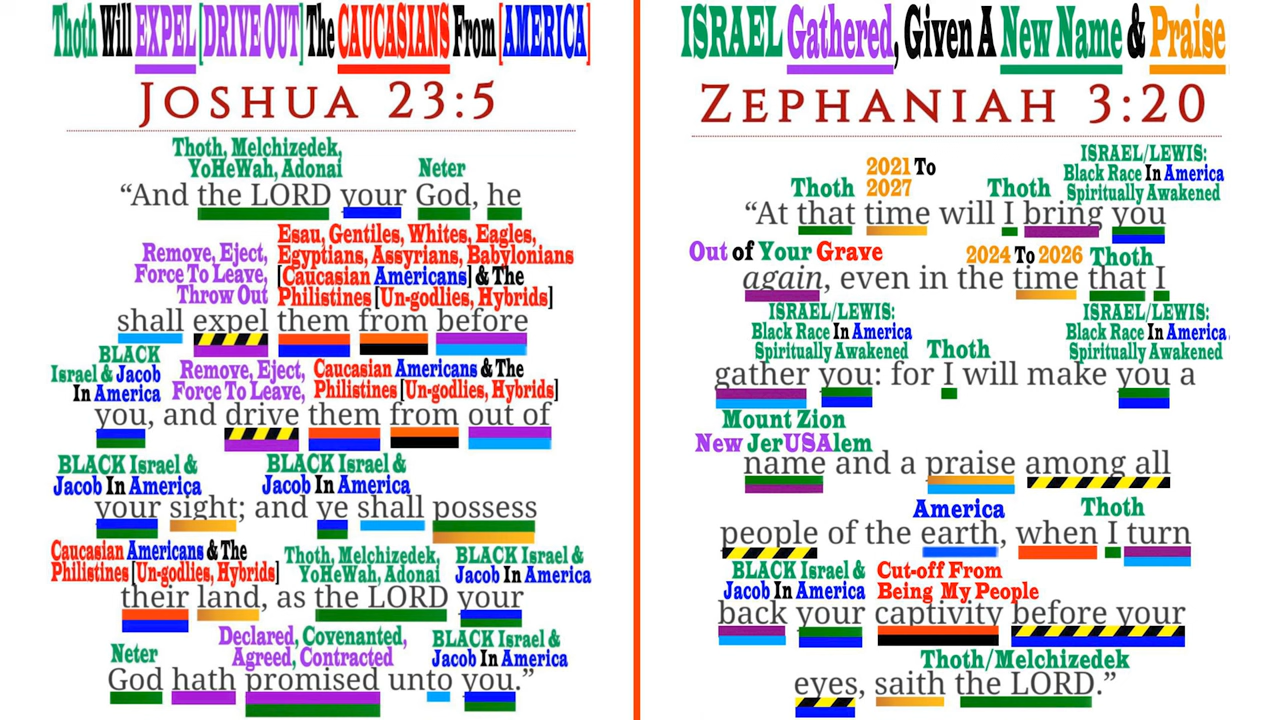 Thoth Will EXPEL [DRIVE OUT] The CAUCASIANS From [AMERICA]
JOSHUA 23:5
Thoth, Melchizedek,
YoHeWah, Adonai
Neter
“And the LORD your God, he
Remove, Eject,
Force To Leave,
Throw Out
Esau, Gentiles, Whites, Eagles,
Egyptians, Assyrians, Babylonians
[Caucasian Americans] & The
Philistines [Un-godlies, Hybrids]
shall expel them from before
BLACK
Israel & Jacob
In America
Remove, Eject,
Force To Leave,
Caucasian Americans & The
Philistines [Un-godlies, Hybrids]
you, and drive them from out of
BLACK Israel &
Jacob In America
BLACK Israel &
Jacob In America
your sight; and ye shall possess
Caucasian Americans & The
Philistines [Un-godlies, Hybrids]
Thoth, Melchizedek,
YoHeWah, Adonai
BLACK Israel &
Jacob In America
their land, as the LORD your
Neter
Declared, Covenanted,
Agreed, Contracted
BLACK Israel &
Jacob In America
God hath promised unto you.”
ISRAEL Gathered, Given A New Name & Praise
ZEPHANIAH 3:20
Thoth
2021 To
2027
Thoth
ISRAEL/LEWIS:
Black Race In America
Spiritually Awakened
“At that time will I bring you
Out of Your Grave
2024 To 2026
Thoth
again, even in the time that I
ISRAEL/LEWIS:
Black Race In America
Spiritually Awakened
Thoth
ISRAEL/LEWIS:
Black Race In America
Spiritually Awakened
gather you: for I will make you a
Mount Zion
New JerUSAlem
name and a praise among all
America
Thoth
people of the earth, when I turn
BLACK Israel &
Jacob In America
Cut-off From
Being My People
back your captivity before your
Thoth/Melchizedek
eyes, saith the LORD.”